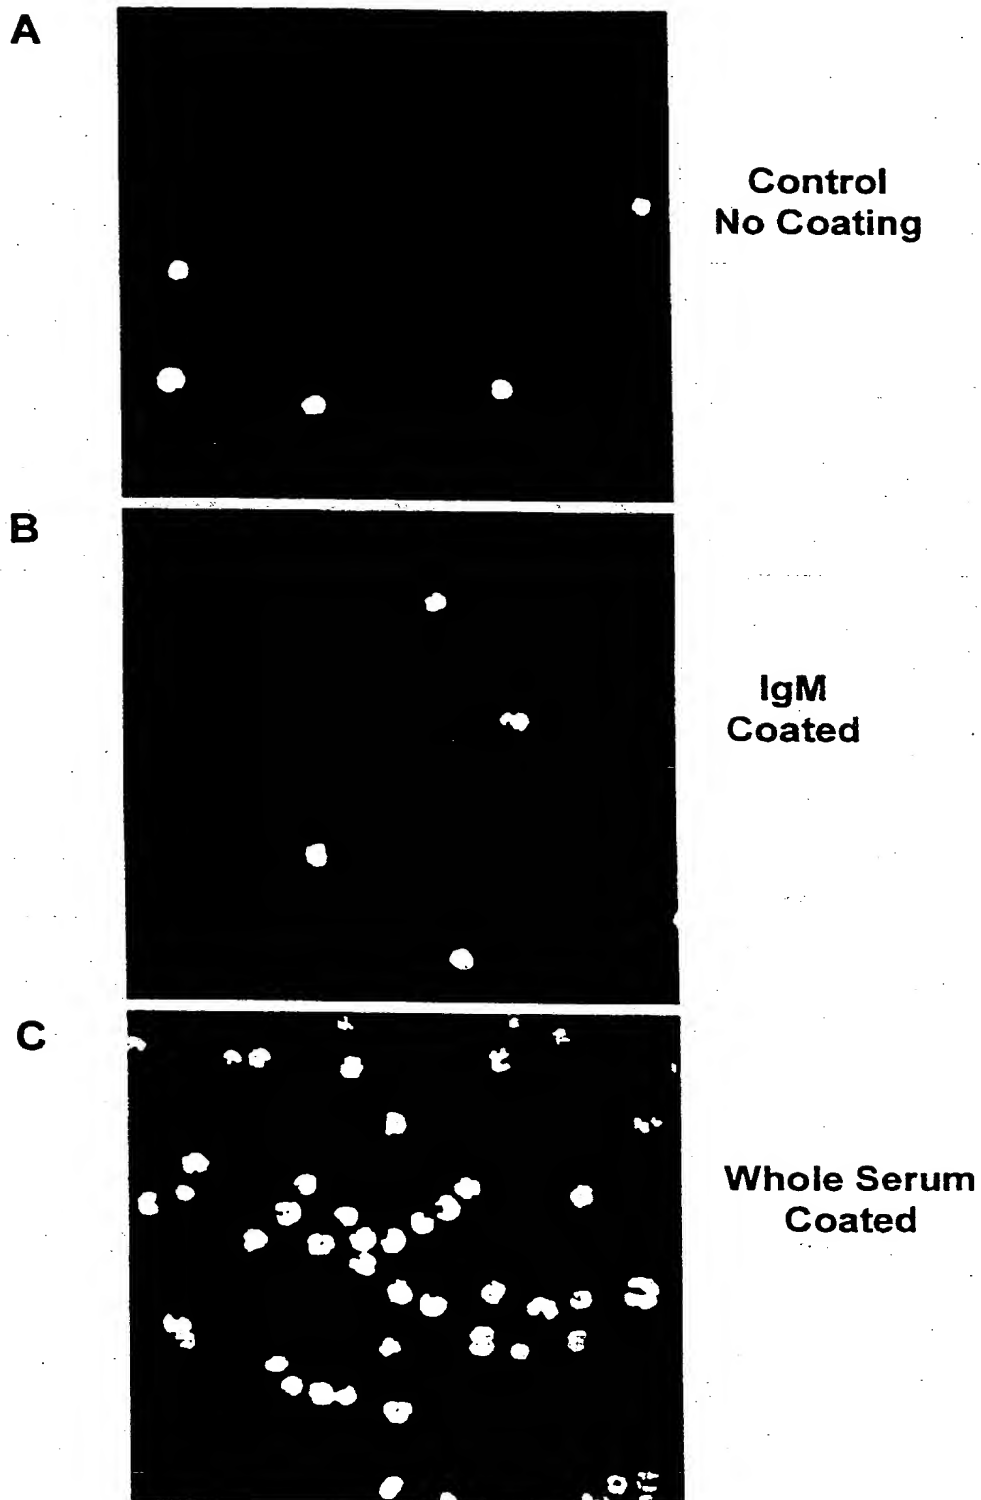 A
Control
No Coating
B
IgM
Coated
C
Whole Serum
Coated